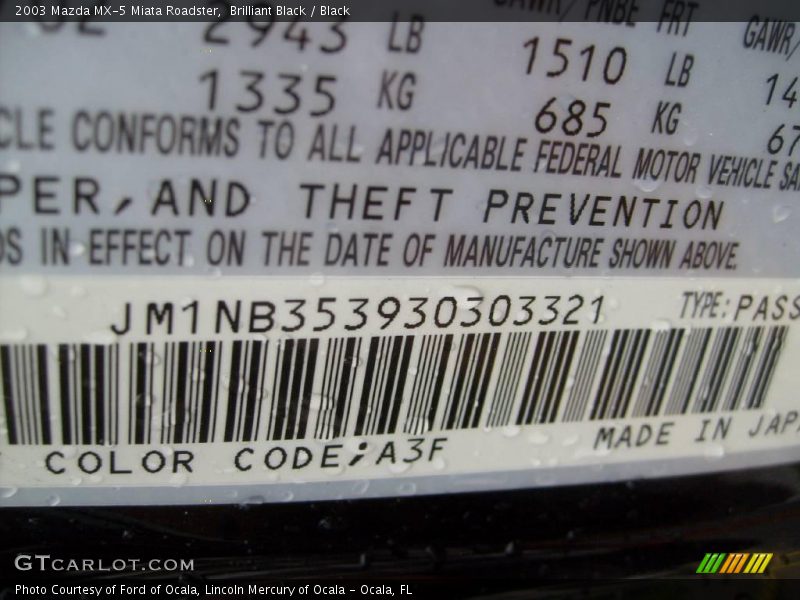 2003 Mazda MX-5 Miata Roadster, Brilliant Black / Black
2943 LB
GAWR/PNBE FRT
GAWR/
1335 KG
1510 LB
14
685 KG
67
CLE CONFORMS TO ALL APPLICABLE FEDERAL MOTOR VEHICLE SA
PER, AND THEFT PREVENTION
DS IN EFFECT ON THE DATE OF MANUFACTURE SHOWN ABOVE.
JM1NB353930303321 TYPE: PASS
COLOR CODE; A3F MADE IN JAPA
GTCARLOT.COM
Photo Courtesy of Ford of Ocala, Lincoln Mercury of Ocala - Ocala, FL